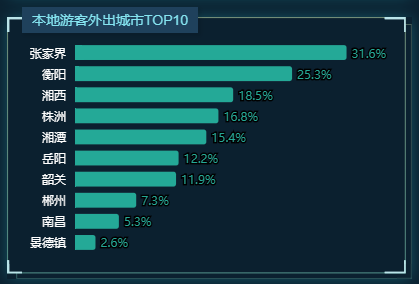 本地游客外出城市TOP10
张家界 31.6%
衡阳 25.3%
湘西 18.5%
株洲 16.8%
湘潭 15.4%
岳阳 12.2%
韶关 11.9%
郴州 7.3%
南昌 5.3%
景德镇 2.6%